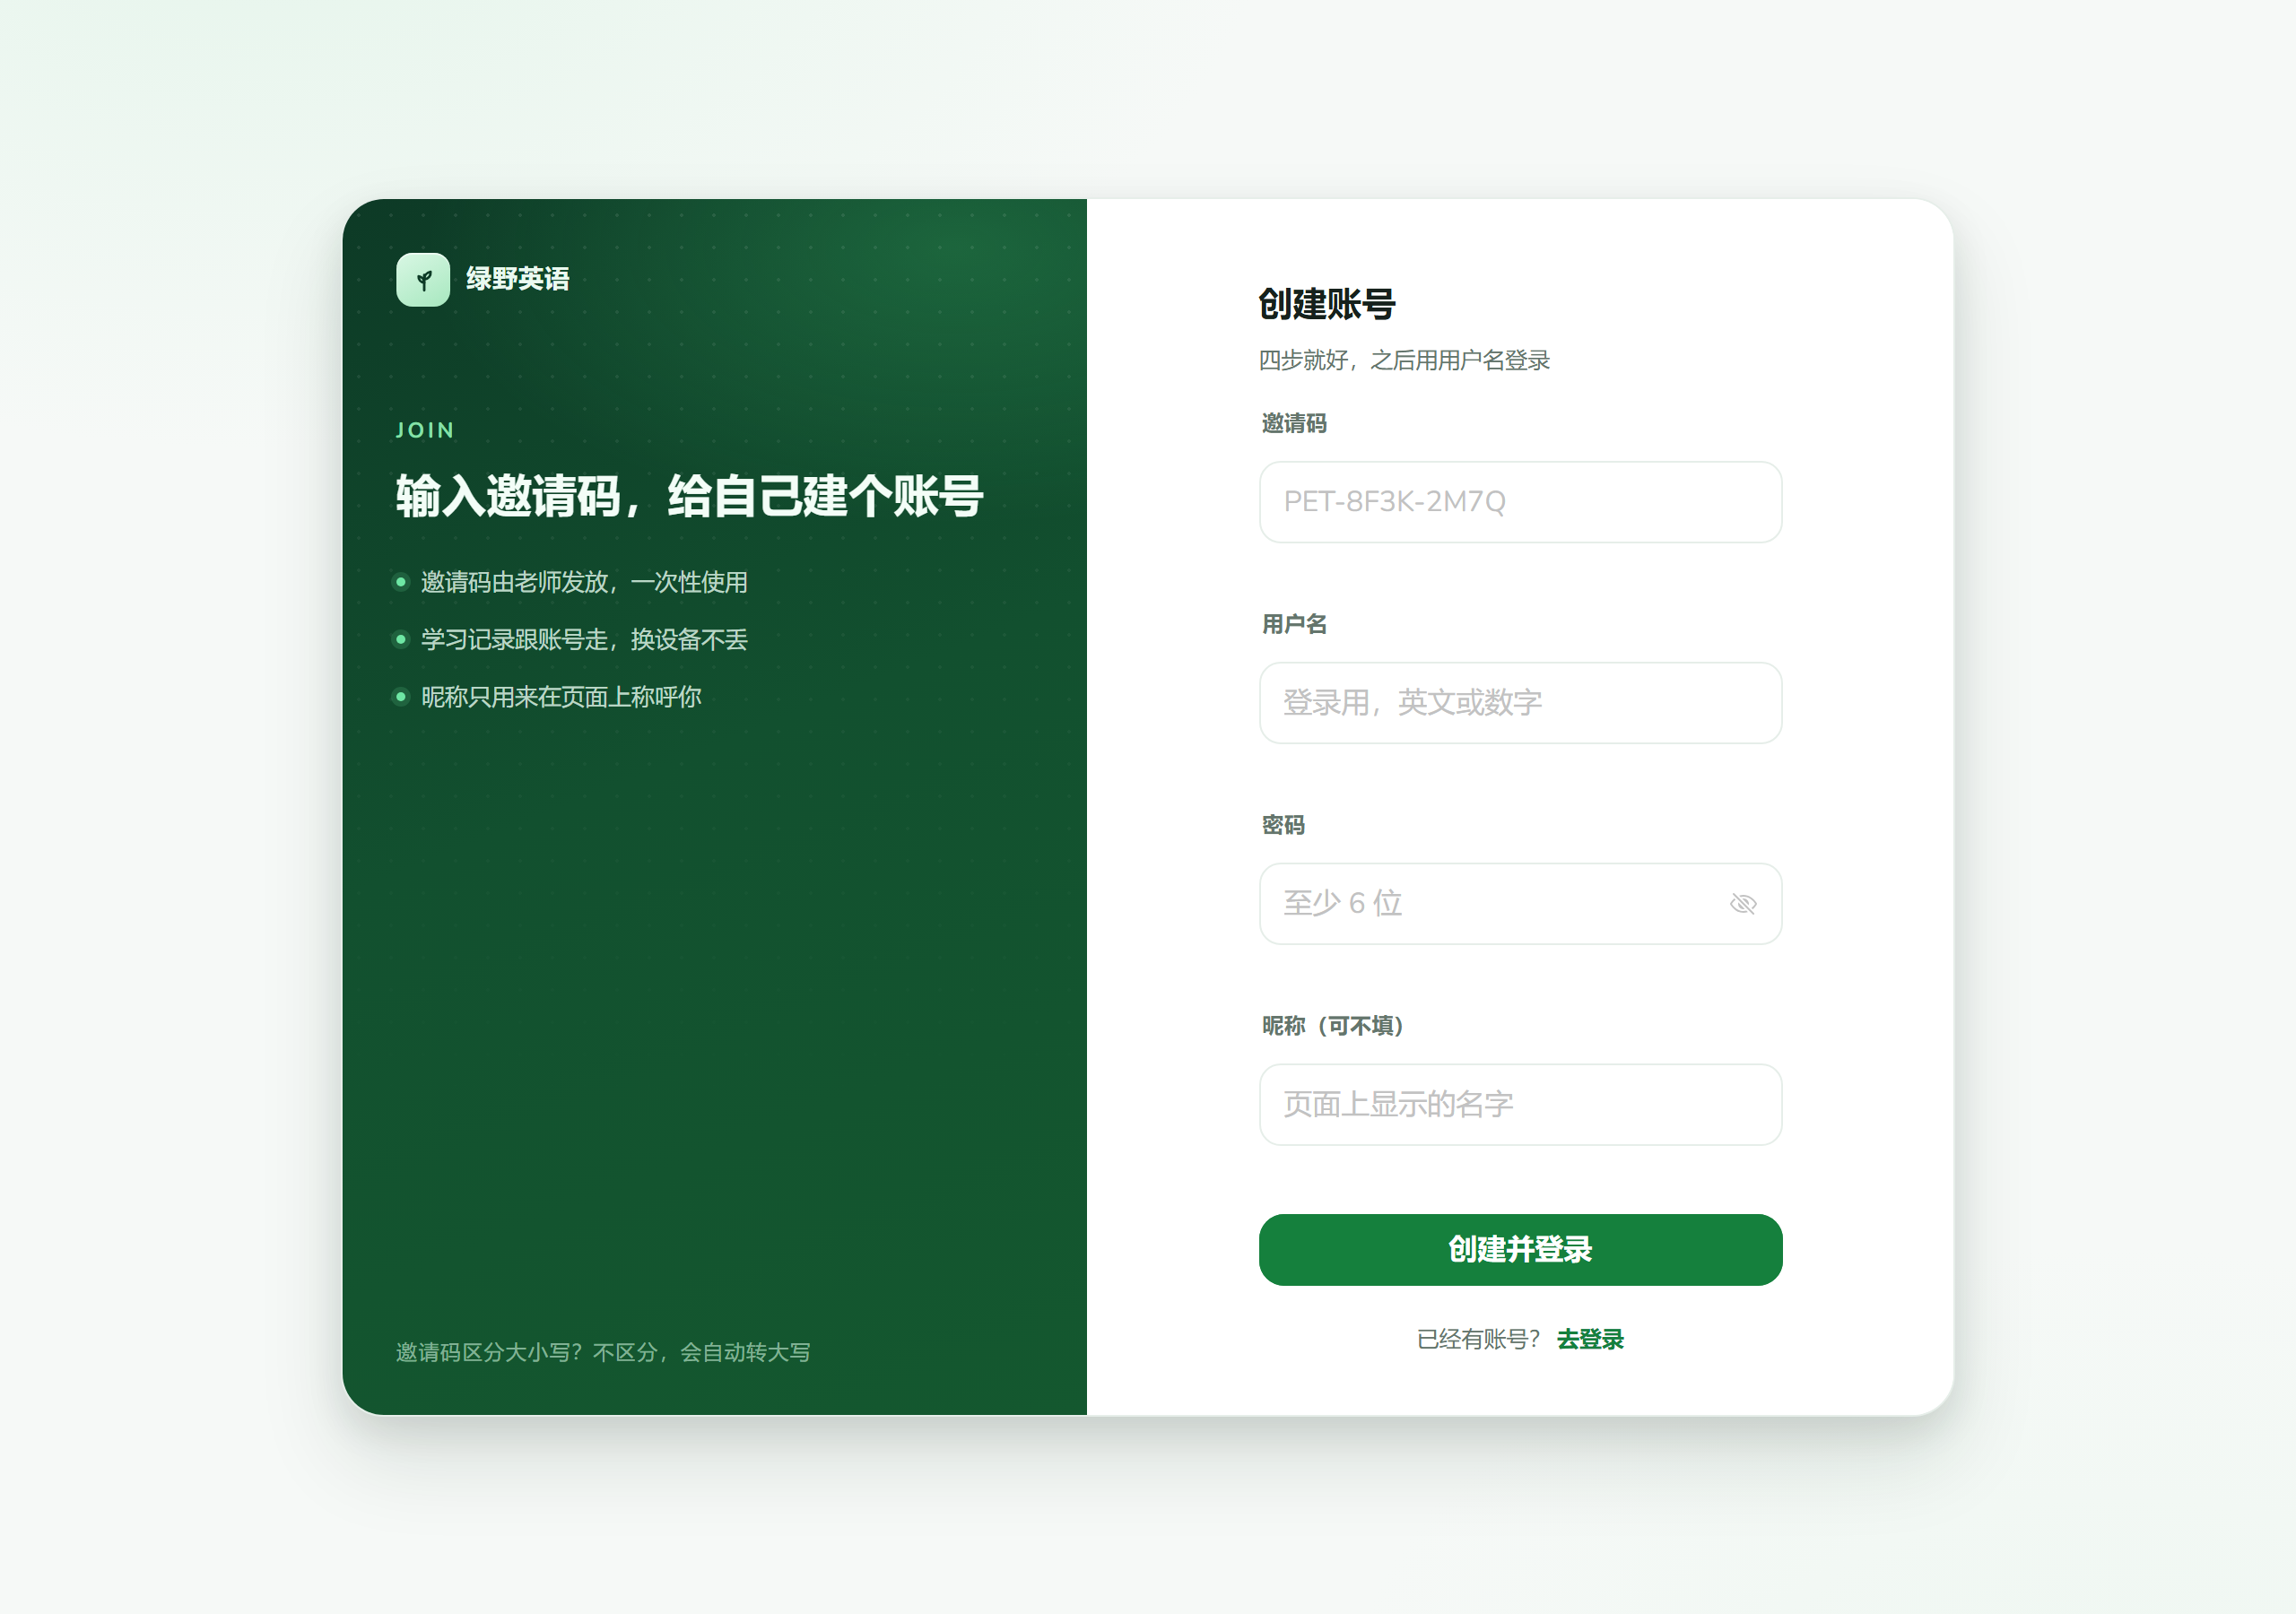 绿野英语
JOIN
输入邀请码，给自己建个账号
邀请码由老师发放，一次性使用
学习记录跟账号走，换设备不丢
昵称只用来在页面上称呼你
邀请码区分大小写？不区分，会自动转大写
创建账号
四步就好，之后用用户名登录
邀请码
PET-8F3K-2M7Q
用户名
登录用，英文或数字
密码
至少 6 位
昵称（可不填）
页面上显示的名字
创建并登录
已经有账号？ 去登录